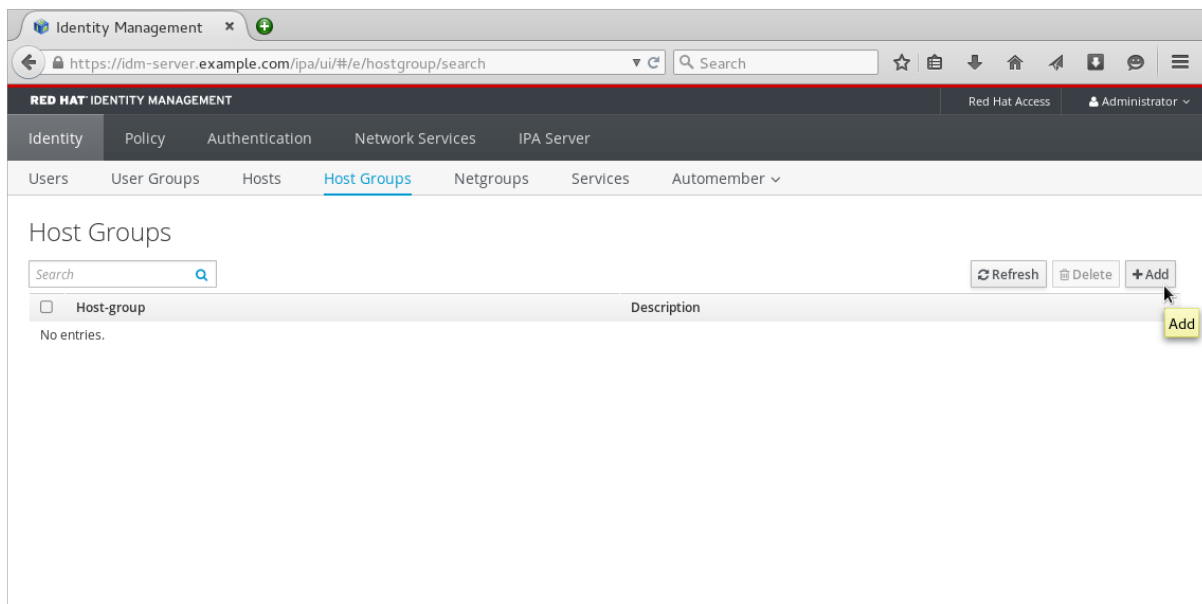 Identity Management
https://idm-server.example.com/ipa/ui/#/e/hostgroup/search Search
RED HAT IDENTITY MANAGEMENT Red Hat Access Administrator
Identity Policy Authentication Network Services IPA Server
Users User Groups Hosts Host Groups Netgroups Services Automember
Host Groups
Search Refresh Delete +Add
Host-group Description
No entries.
Add